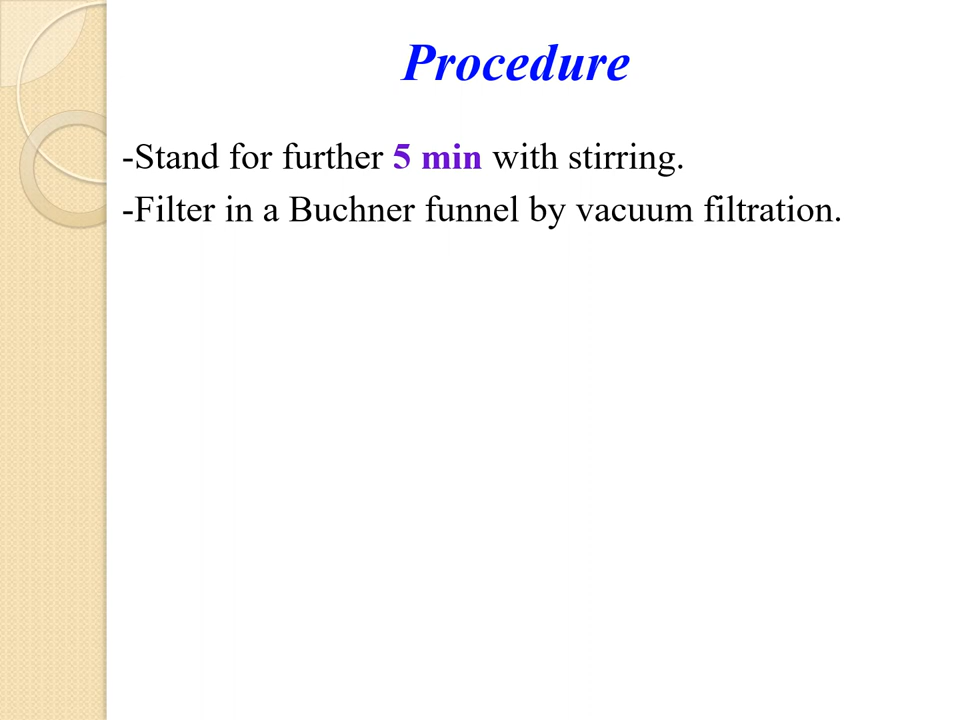 Procedure
-Stand for further 5 min with stirring.
-Filter in a Buchner funnel by vacuum filtration.